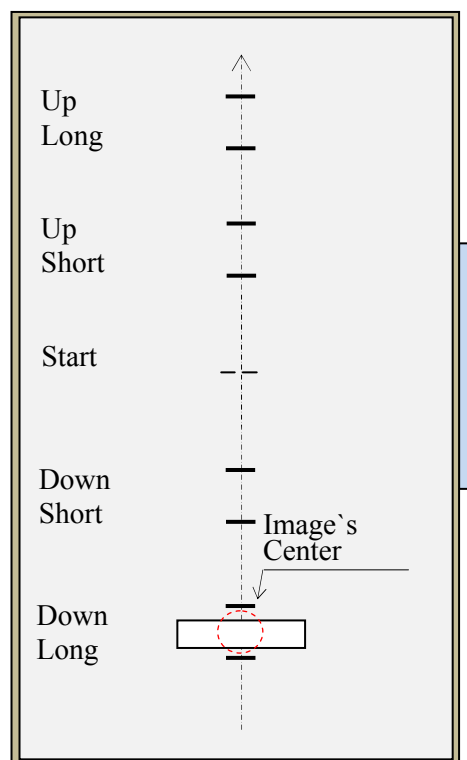 Up
Long
Up
Short
Start
Down
Short
Image`s
Center
Down
Long